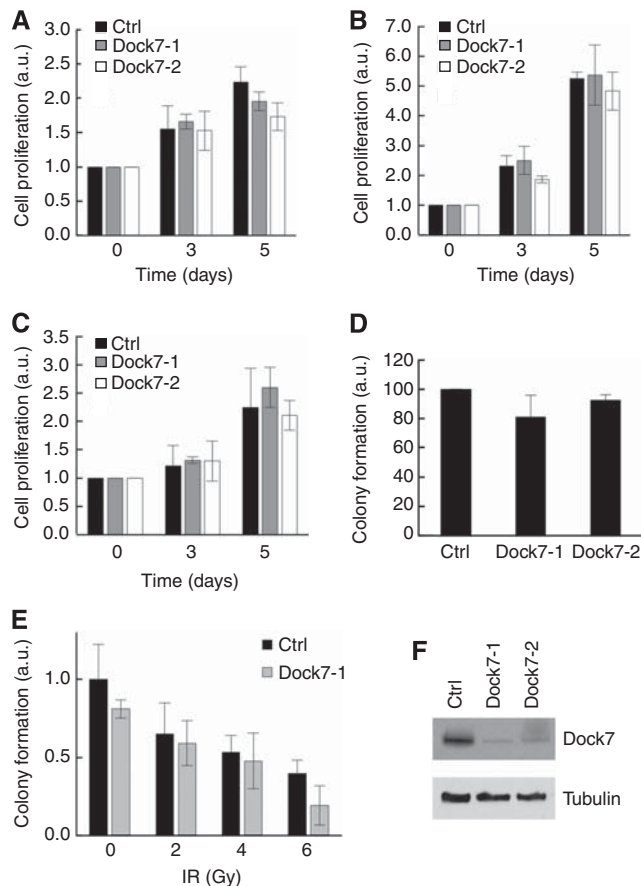 A
Cell proliferation (a.u.)
3.0
2.5
2.0
1.5
1.0
0.5
Ctrl
Dock7-1
Dock7-2
0 3 5
Time (days)
B
Cell proliferation (a.u.)
7.0
6.0
5.0
4.0
3.0
2.0
1.0
0.0
Ctrl
Dock7-1
Dock7-2
0 3 5
Time (days)
C
Cell proliferation (a.u.)
3.5
3.0
2.5
2.0
1.5
1.0
0.5
0.0
Ctrl
Dock7-1
Dock7-2
0 3 5
Time (days)
D
Colony formation (a.u.)
120
100
80
60
40
20
0
Ctrl Dock7-1 Dock7-2
E
Colony formation (a.u.)
1.0
0.5
0.0
Ctrl
Dock7-1
0 2 4 6
IR (Gy)
F
Ctrl
Dock7-1
Dock7-2
Dock7
Tubulin